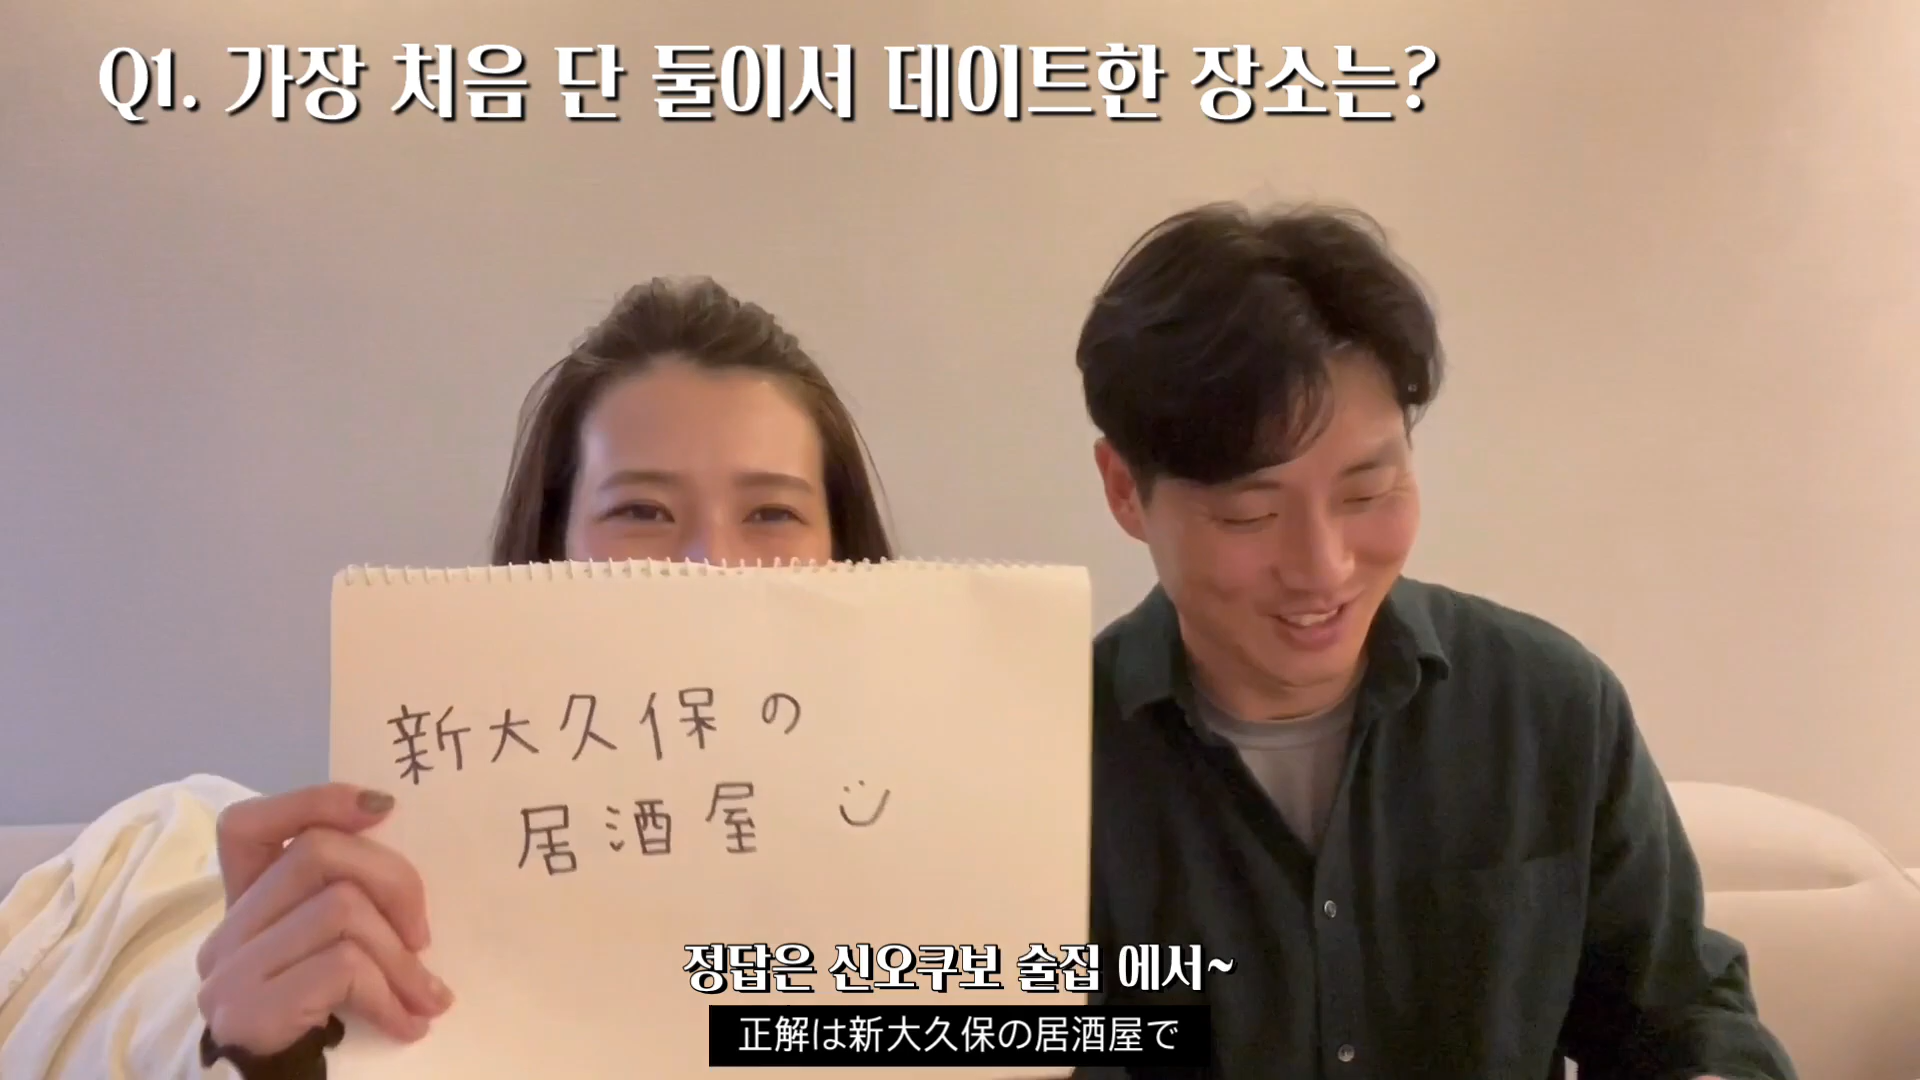 Q1. 가장 처음 단 둘이서 데이트한 장소는?
新大久保の
居酒屋
정답은 신오쿠보 술집 에서~
正解は新大久保の居酒屋で